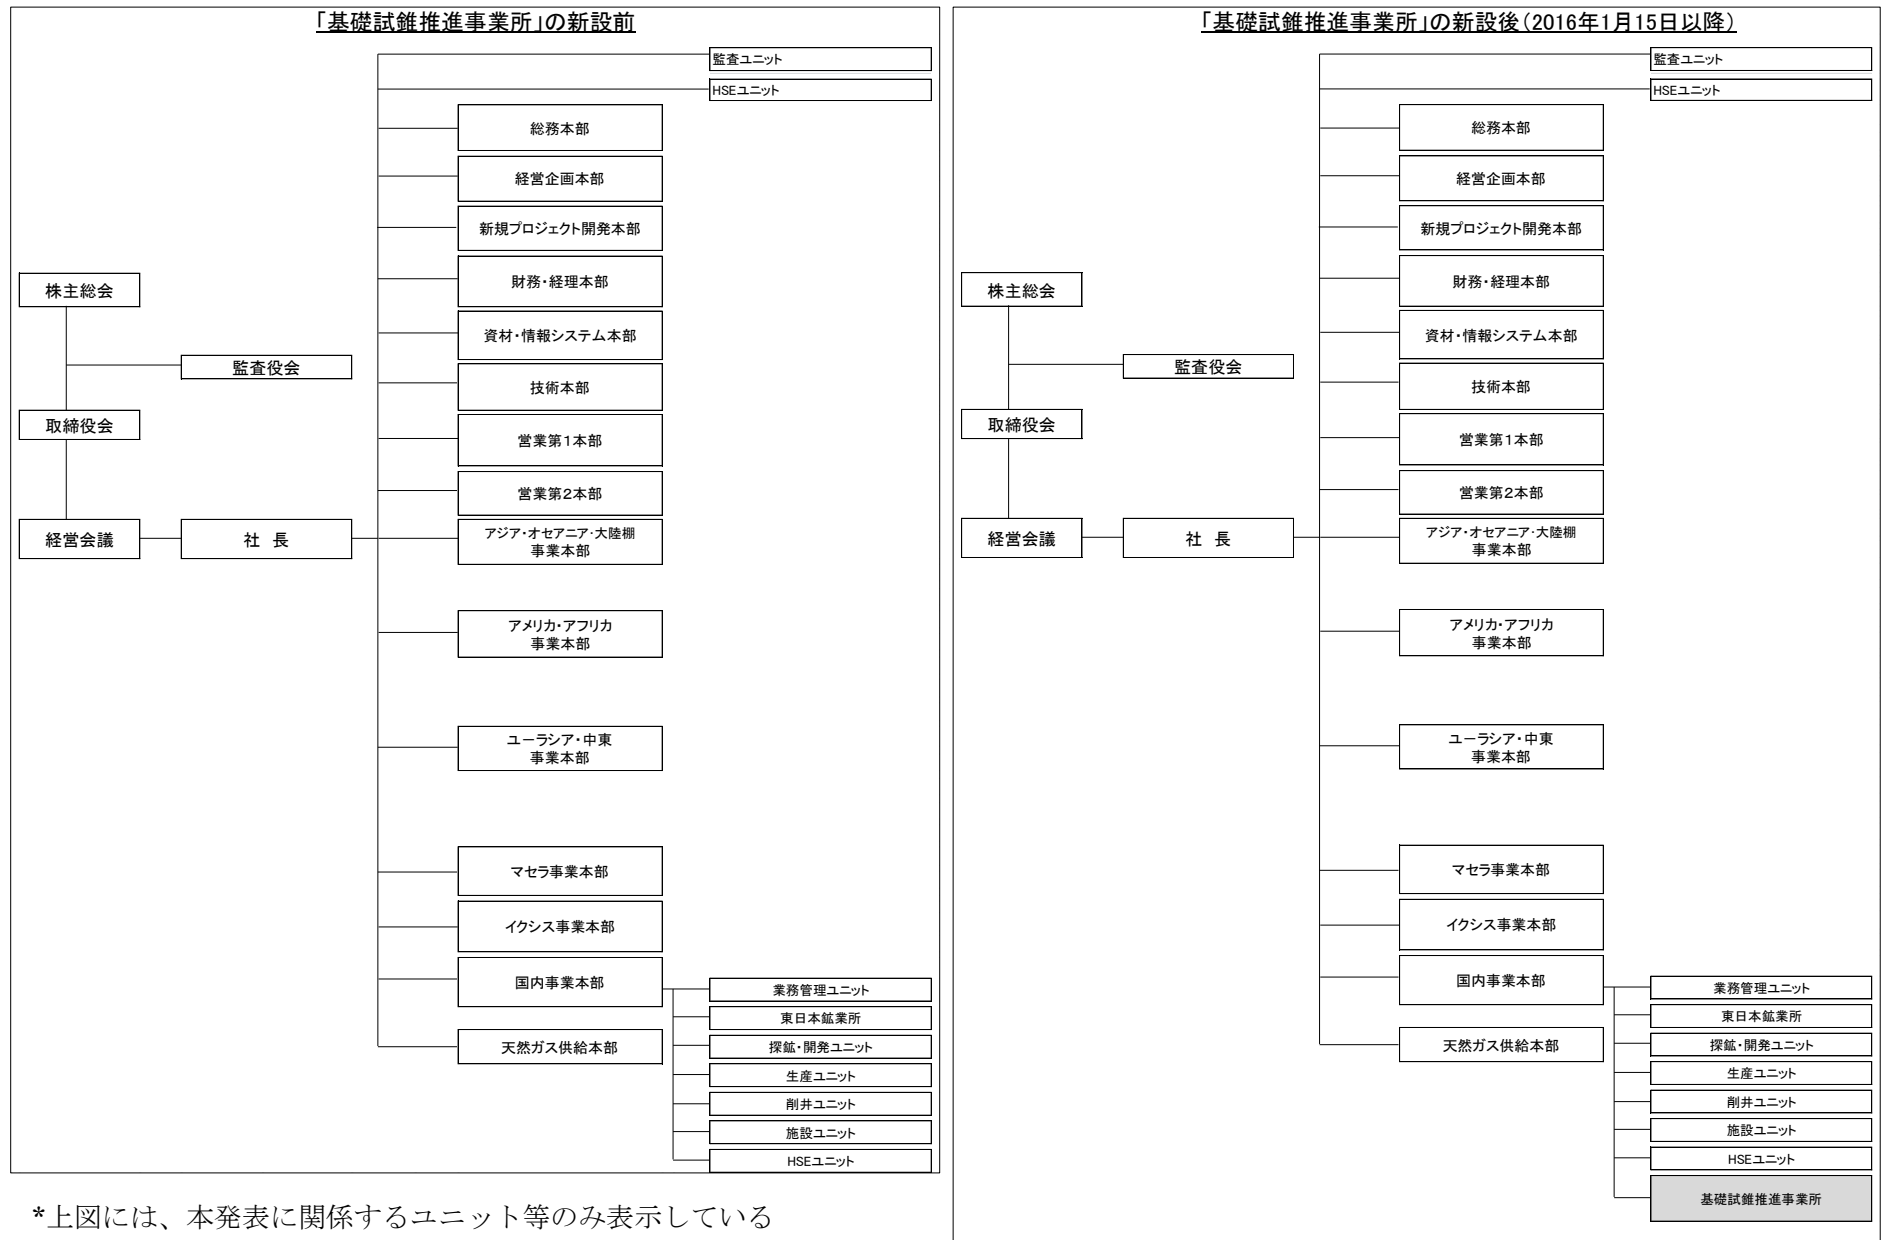 「基礎試錐推進事業所」の新設前
監査ユニット
HSEユニット
総務本部
経営企画本部
新規プロジェクト開発本部
財務・経理本部
株主総会
資材・情報システム本部
監査役会
技術本部
取締役会
営業第1本部
営業第2本部
経営会議
社 長
アジア・オセアニア・大陸棚
事業本部
アメリカ・アフリカ
事業本部
ユーラシア・中東
事業本部
マセラ事業本部
イクシス事業本部
国内事業本部
業務管理ユニット
東日本鉱業所
天然ガス供給本部
探鉱・開発ユニット
生産ユニット
削井ユニット
施設ユニット
HSEユニット
*上図には、本発表に関係するユニット等のみ表示している
「基礎試錐推進事業所」の新設後(2016年1月15日以降)
監査ユニット
HSEユニット
総務本部
経営企画本部
新規プロジェクト開発本部
財務・経理本部
株主総会
資材・情報システム本部
監査役会
技術本部
取締役会
営業第1本部
営業第2本部
経営会議
社 長
アジア・オセアニア・大陸棚
事業本部
アメリカ・アフリカ
事業本部
ユーラシア・中東
事業本部
マセラ事業本部
イクシス事業本部
国内事業本部
業務管理ユニット
東日本鉱業所
天然ガス供給本部
探鉱・開発ユニット
生産ユニット
削井ユニット
施設ユニット
HSEユニット
基礎試錐推進事業所